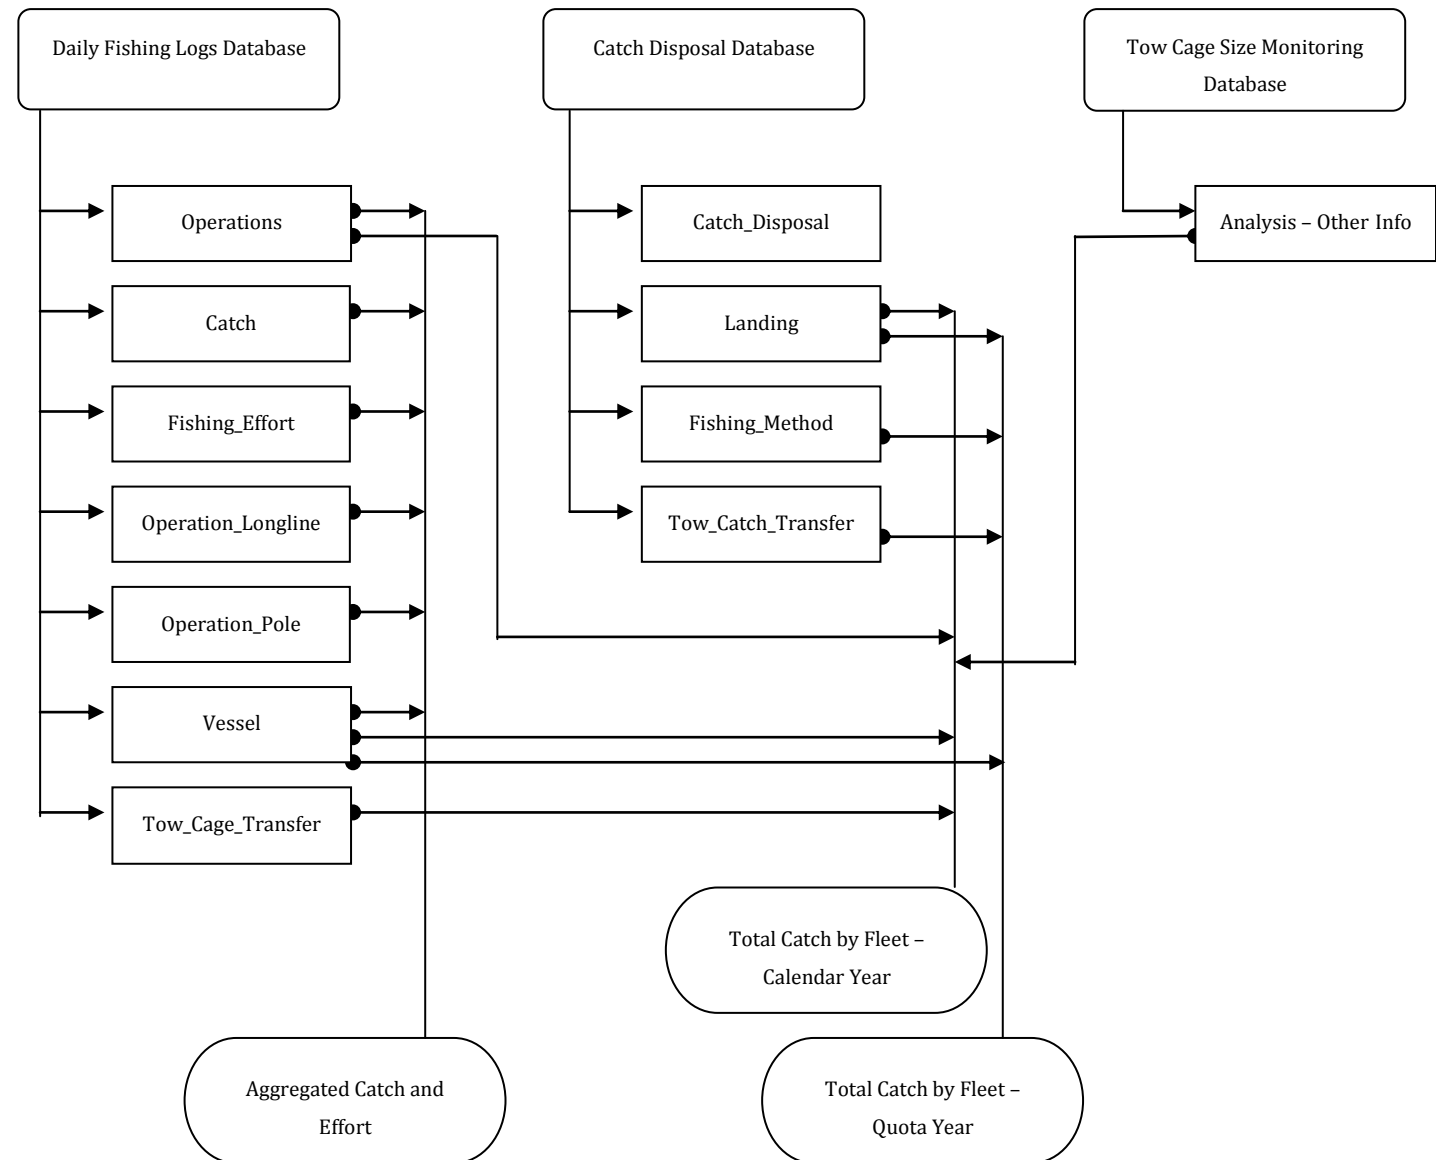 Daily Fishing Logs Database
Catch Disposal Database
Tow Cage Size Monitoring
Database
Operations
Catch_Disposal
Analysis – Other Info
Catch
Landing
Fishing_Effort
Fishing_Method
Operation_Longline
Tow_Catch_Transfer
Operation_Pole
Vessel
Tow_Cage_Transfer
Total Catch by Fleet –
Calendar Year
Aggregated Catch and
Effort
Total Catch by Fleet –
Quota Year